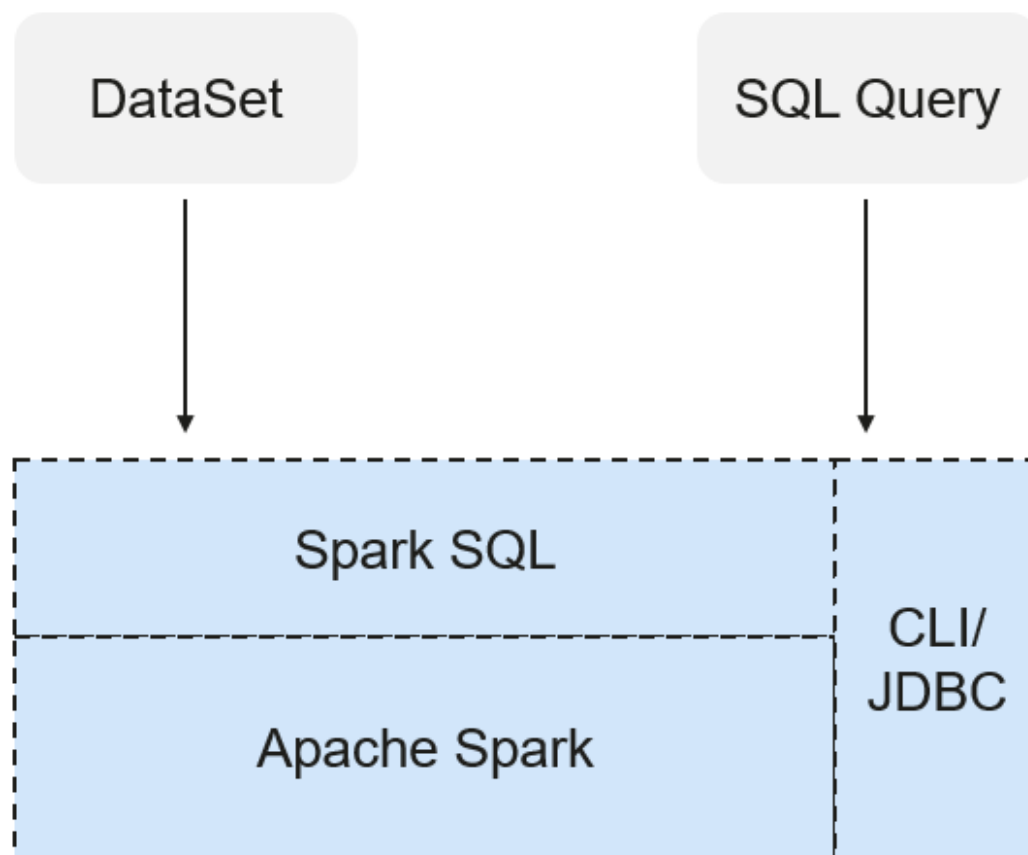 DataSet
SQL Query
Spark SQL
CLI/
JDBC
Apache Spark